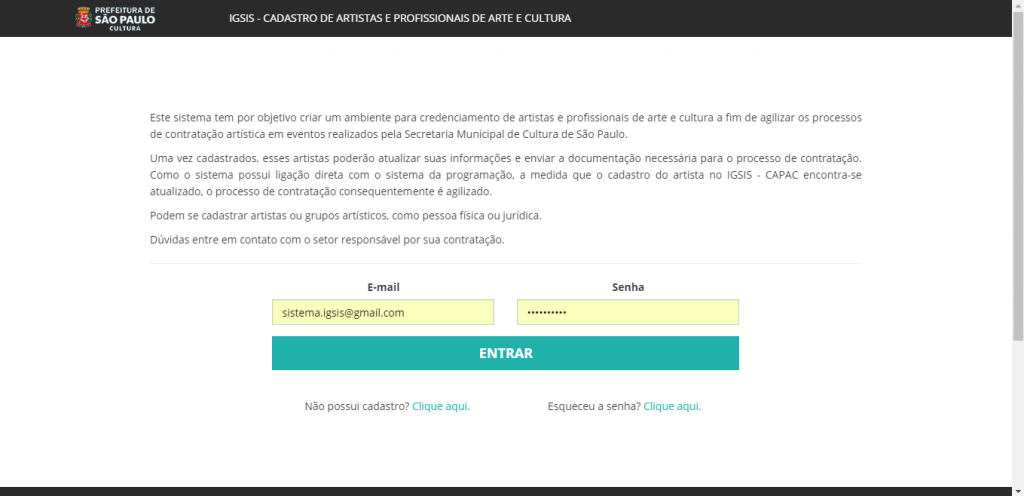 PREFEITURA DE
SÃO PAULO
CULTURA
IGSIS - CADASTRO DE ARTISTAS E PROFISSIONAIS DE ARTE E CULTURA
Este sistema tem por objetivo criar um ambiente para credenciamento de artistas e profissionais de arte e cultura a fim de agilizar os processos
de contratação artística em eventos realizados pela Secretaria Municipal de Cultura de São Paulo.
Uma vez cadastrados, esses artistas poderão atualizar suas informações e enviar a documentação necessária para o processo de contratação.
Como o sistema possui ligação direta com o sistema da programação, a medida que o cadastro do artista no IGSIS - CAPAC encontra-se
atualizado, o processo de contratação consequentemente é agilizado.
Podem se cadastrar artistas ou grupos artísticos, como pessoa física ou jurídica.
Dúvidas entre em contato com o setor responsável por sua contratação.
E-mail Senha
sistema.igsis@gmail.com ••••••••••
ENTRAR
Não possui cadastro? Clique aqui. Esqueceu a senha? Clique aqui.